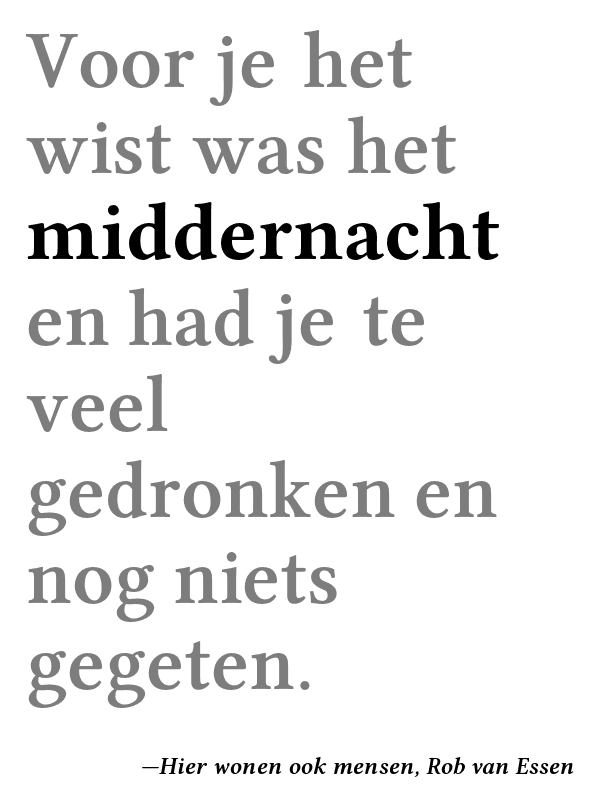 Voor je het
wist was het
middernacht
en had je te
veel
gedronken en
nog niets
gegeten.
—Hier wonen ook mensen, Rob van Essen